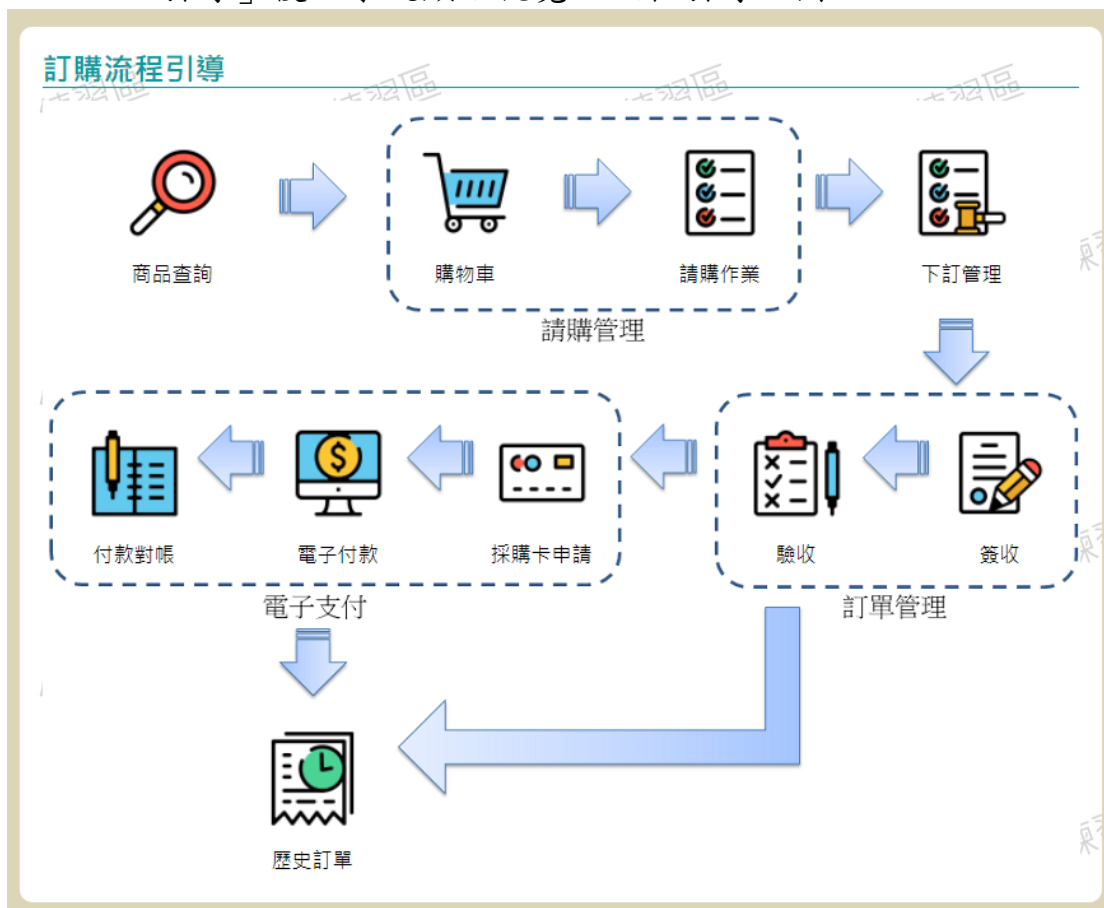 訂購流程引導
商品查詢
購物車
請購作業
下訂管理
請購管理
付款對帳
電子付款
採購卡申請
驗收
簽收
電子支付
訂單管理
歷史訂單